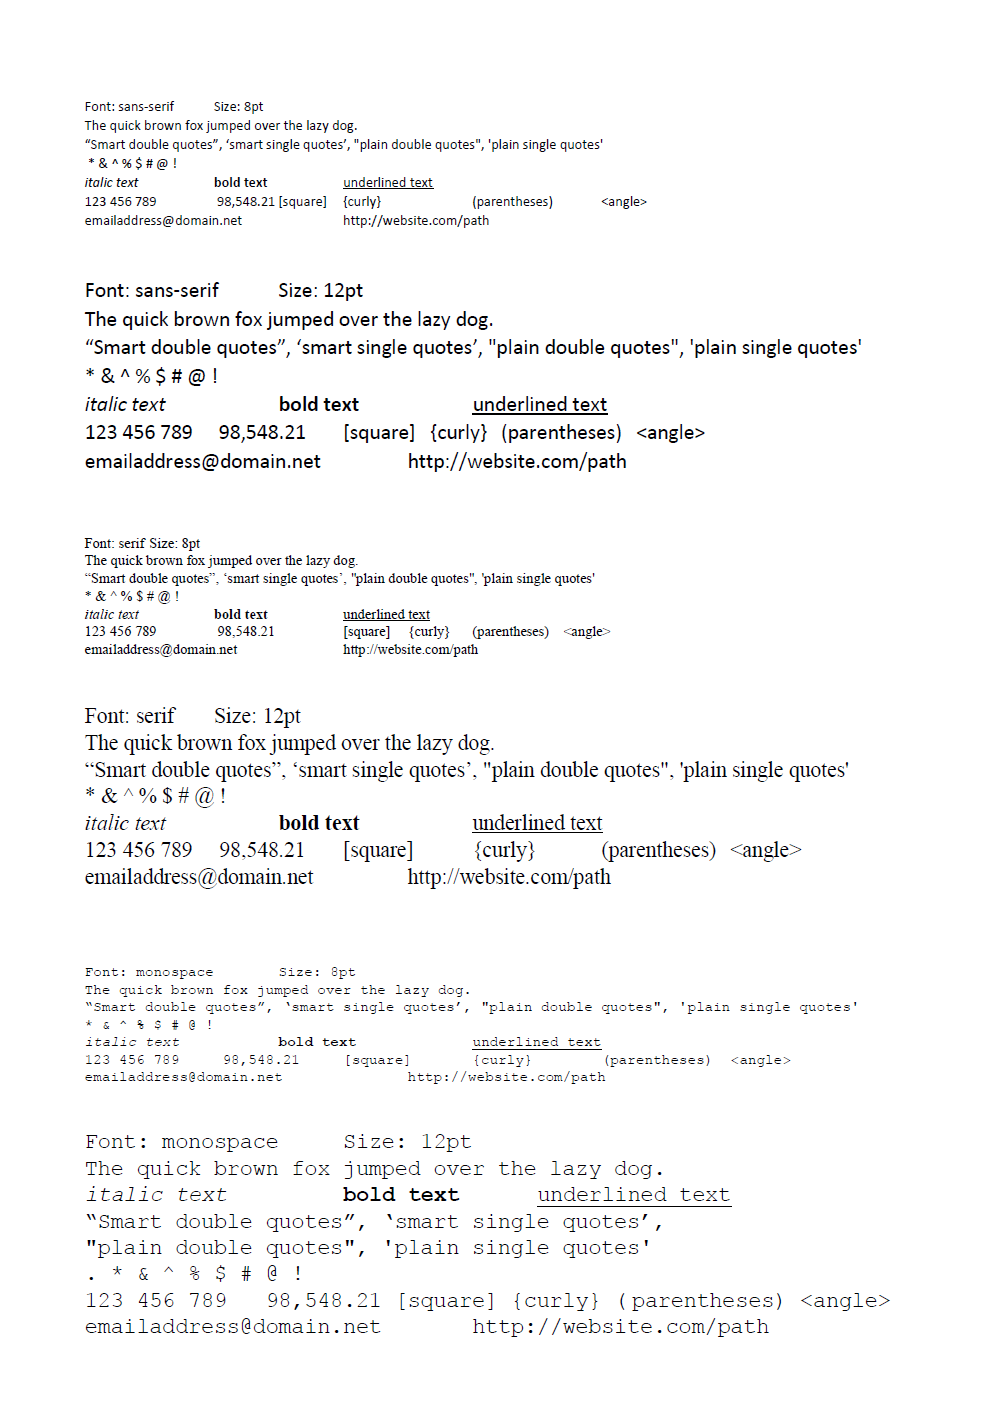 Font: sans-serif Size: 8pt
The quick brown fox jumped over the lazy dog.
“Smart double quotes”, ‘smart single quotes’, "plain double quotes", 'plain single quotes'
* & ^ % $ # @ !
italic text bold text underlined text
123 456 789 98,548.21 [square] {curly} (parentheses) <angle>
emailaddress@domain.net http://website.com/path
Font: sans-serif Size: 12pt
The quick brown fox jumped over the lazy dog.
“Smart double quotes”, ‘smart single quotes’, "plain double quotes", 'plain single quotes'
* & ^ % $ # @ !
italic text bold text underlined text
123 456 789 98,548.21 [square] {curly} (parentheses) <angle>
emailaddress@domain.net http://website.com/path
Font: serif Size: 8pt
The quick brown fox jumped over the lazy dog.
“Smart double quotes”, ‘smart single quotes’, "plain double quotes", 'plain single quotes'
* & ^ % $ # @ !
italic text bold text underlined text
123 456 789 98,548.21 [square] {curly} (parentheses) <angle>
emailaddress@domain.net http://website.com/path
Font: serif Size: 12pt
The quick brown fox jumped over the lazy dog.
“Smart double quotes”, ‘smart single quotes’, "plain double quotes", 'plain single quotes'
* & ^ % $ # @ !
italic text bold text underlined text
123 456 789 98,548.21 [square] {curly} (parentheses) <angle>
emailaddress@domain.net http://website.com/path
Font: monospace Size: 8pt
The quick brown fox jumped over the lazy dog.
“Smart double quotes”, ‘smart single quotes’, "plain double quotes", 'plain single quotes'
* & ^ % $ # @ !
italic text bold text underlined text
123 456 789 98,548.21 [square] {curly} (parentheses) <angle>
emailaddress@domain.net http://website.com/path
Font: monospace Size: 12pt
The quick brown fox jumped over the lazy dog.
italic text bold text underlined text
“Smart double quotes”, ‘smart single quotes’,
"plain double quotes", 'plain single quotes'
. * & ^ % $ # @ !
123 456 789 98,548.21 [square] {curly} (parentheses) <angle>
emailaddress@domain.net http://website.com/path